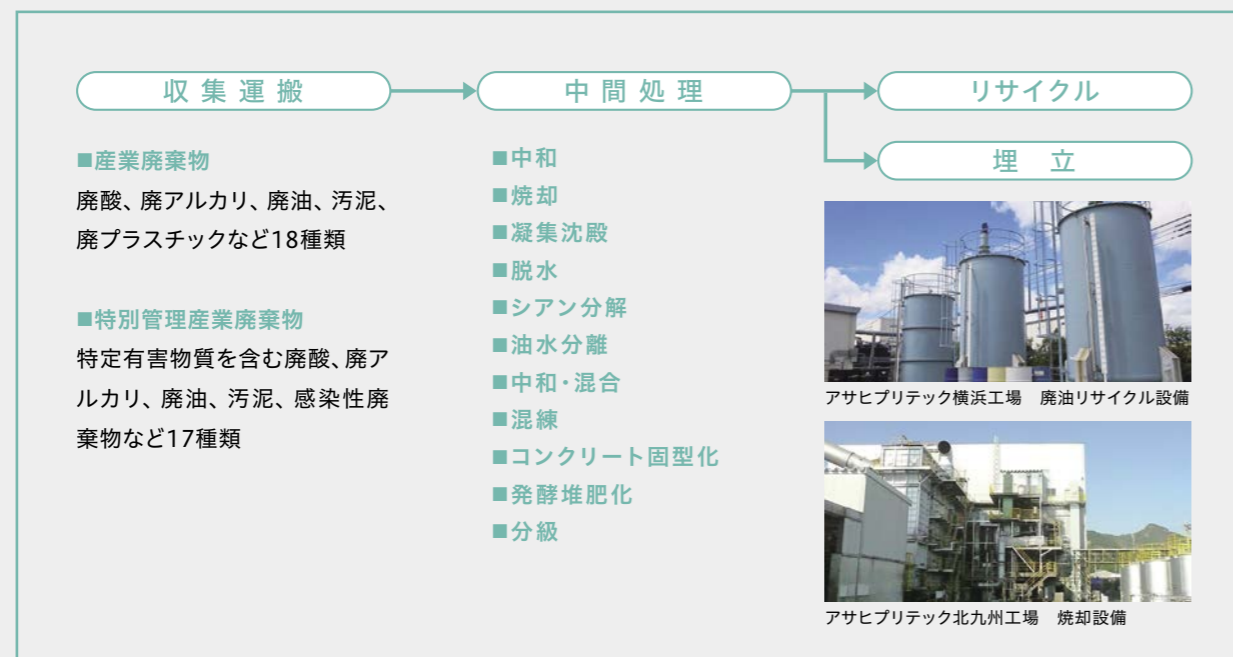 収集運搬
中間処理
リサイクル
埋 立
■産業廃棄物
廃酸、廃アルカリ、廃油、汚泥、
廃プラスチックなど18種類
■特別管理産業廃棄物
特定有害物質を含む廃酸、廃ア
ルカリ、廃油、汚泥、感染性廃
棄物など17種類
■中和
■焼却
■凝集沈殿
■脱水
■シアン分解
■油水分離
■中和・混合
■混練
■コンクリート固型化
■発酵堆肥化
■分級
アサヒプリテック横浜工場　廃油リサイクル設備
アサヒプリテック北九州工場　焼却設備